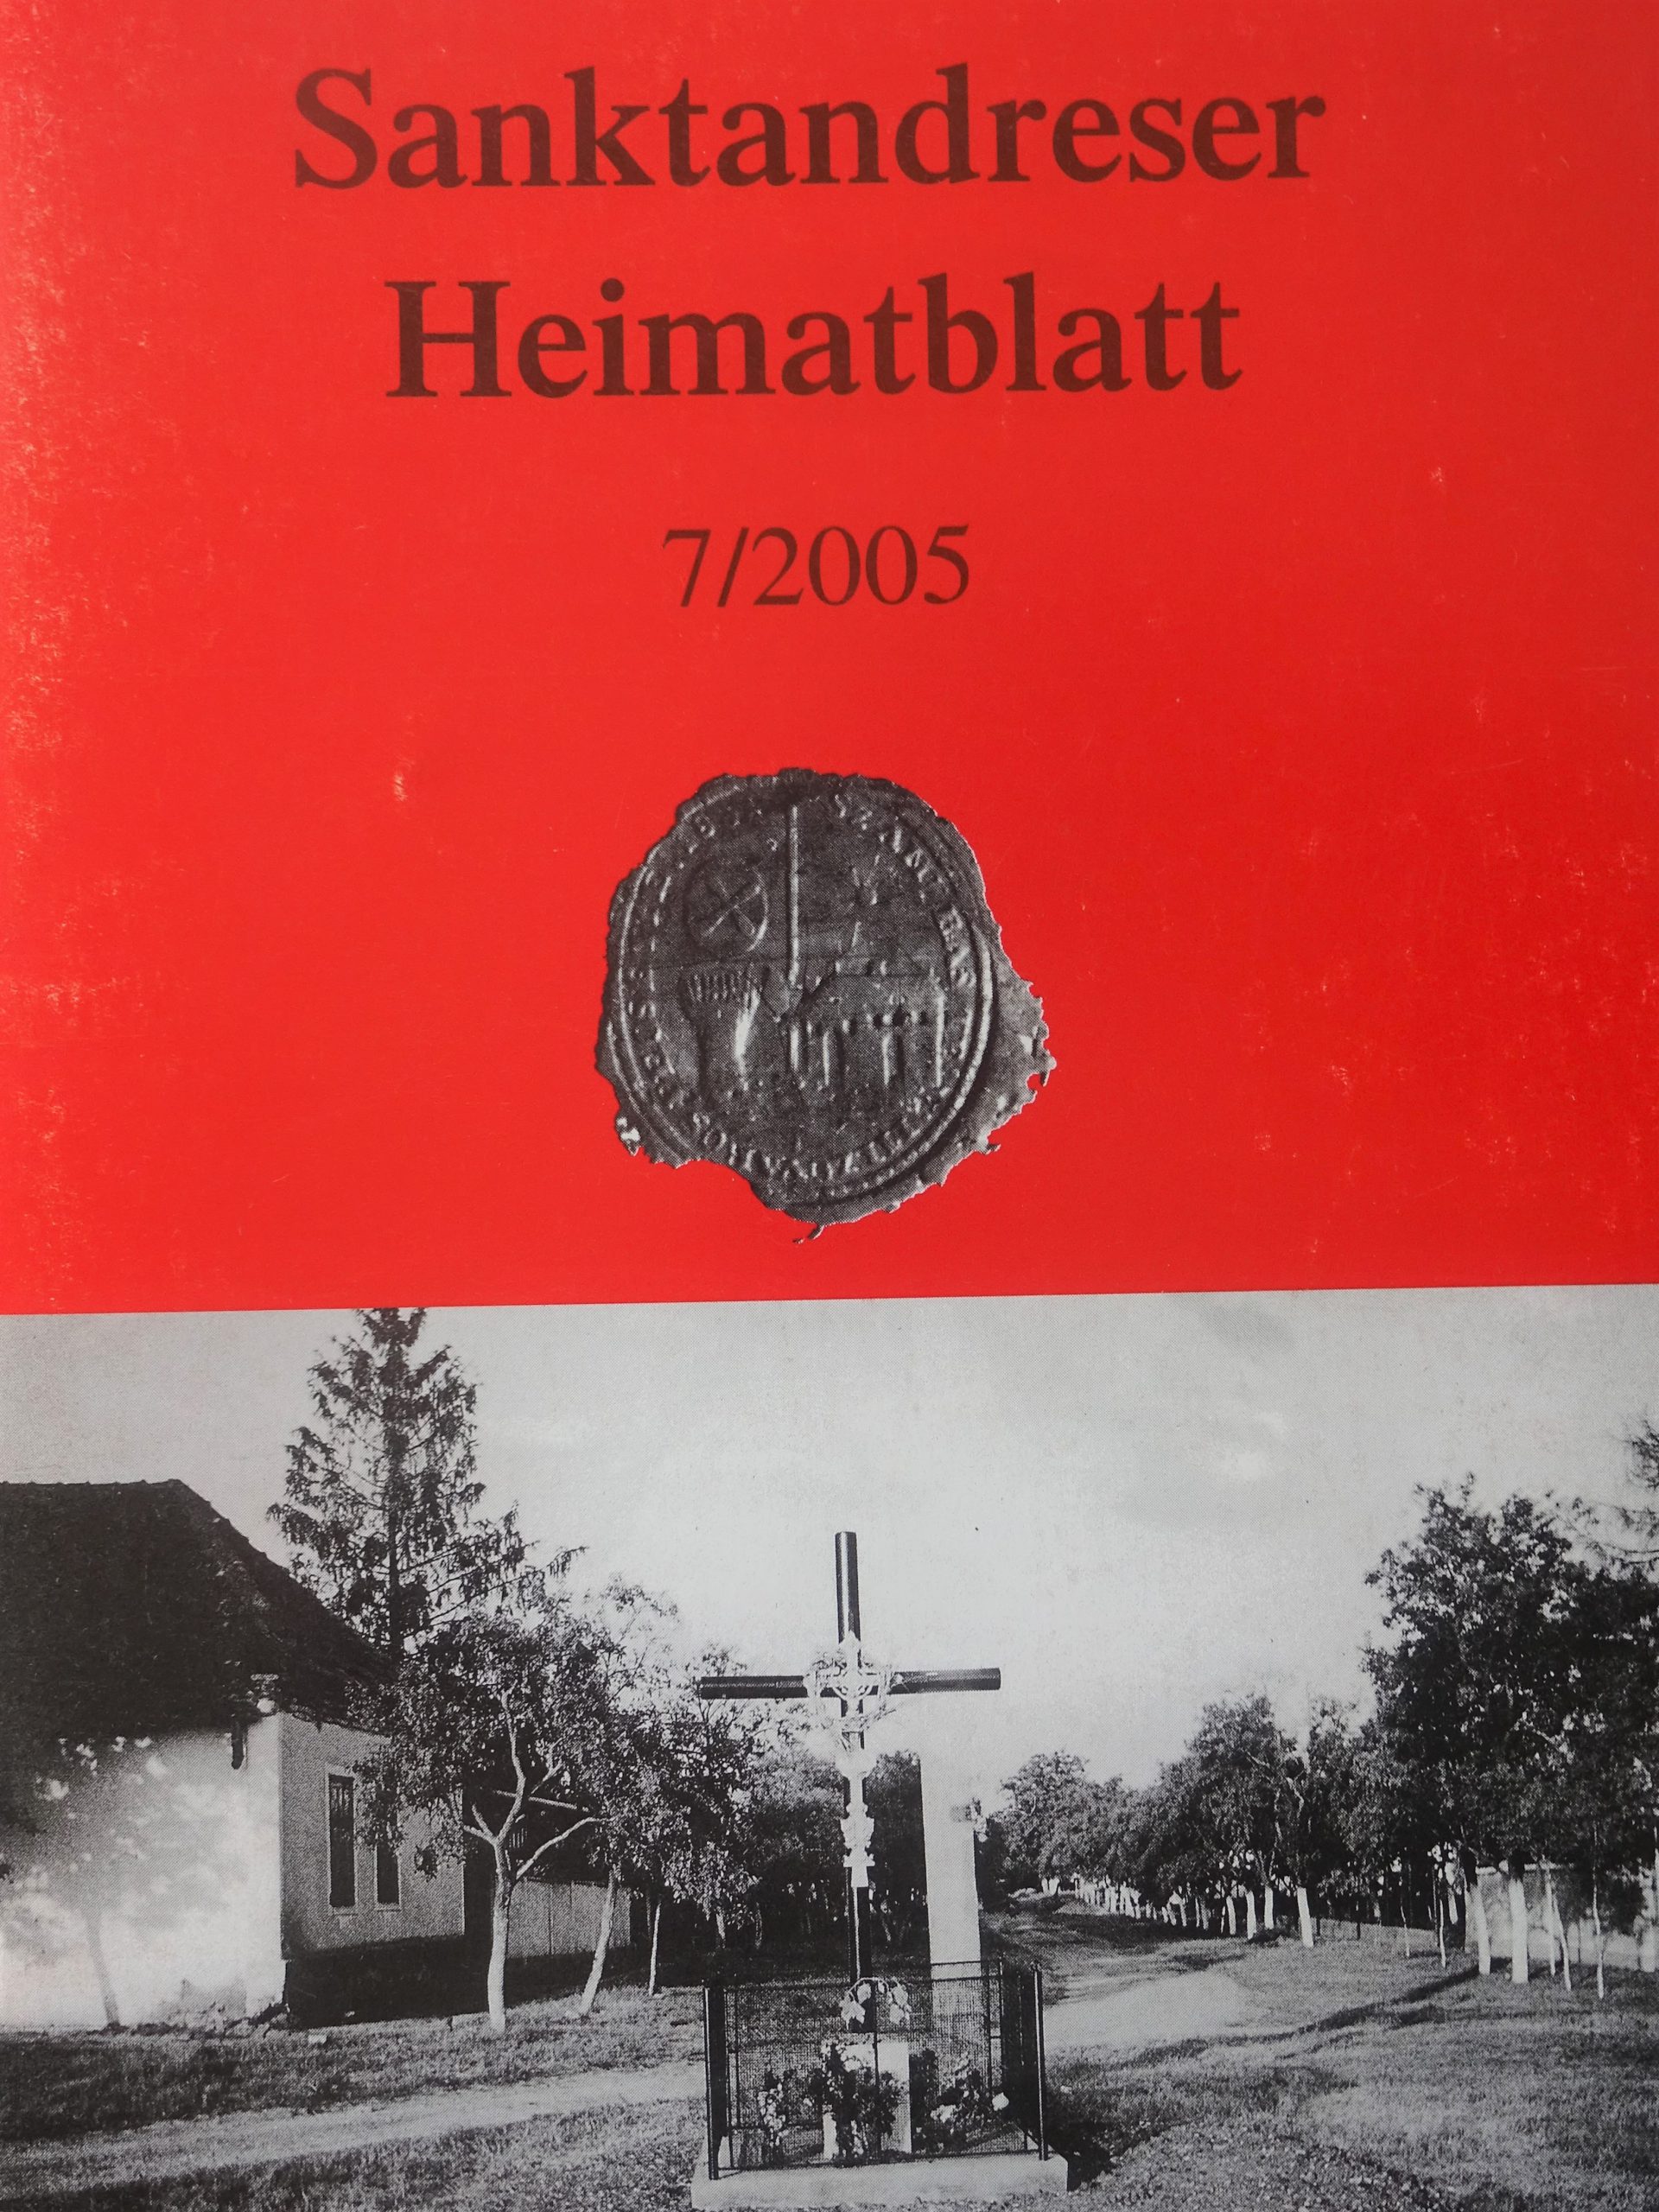 Sanktandreser
Heimatblatt
7/2005